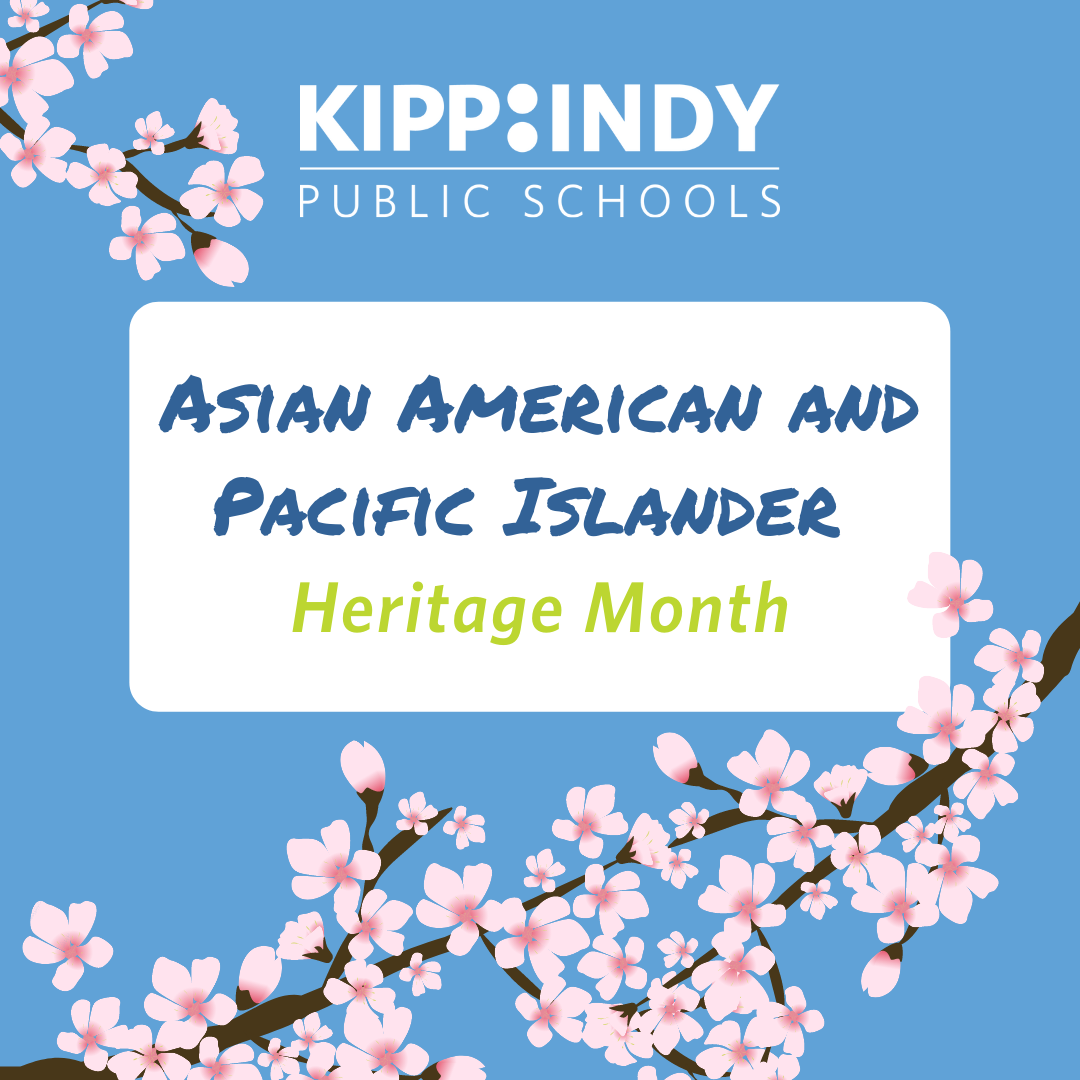 KIPP:INDY
PUBLIC SCHOOLS
Asian American and
Pacific Islander
Heritage Month